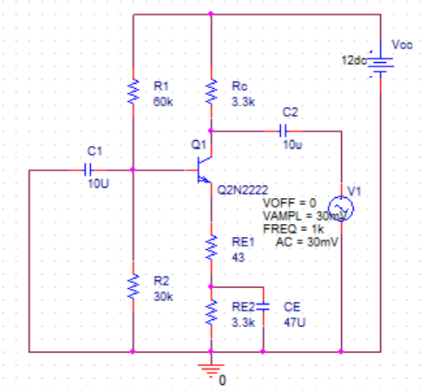 Vcc
12dc
R1
60k
Rc
3.3k
C2
10u
C1
10U
Q1
Q2N2222
V1
VOFF = 0
VAMPL = 30mV
FREQ = 1k
AC = 30mV
RE1
43
R2
30k
RE2
3.3k
CE
47U
0